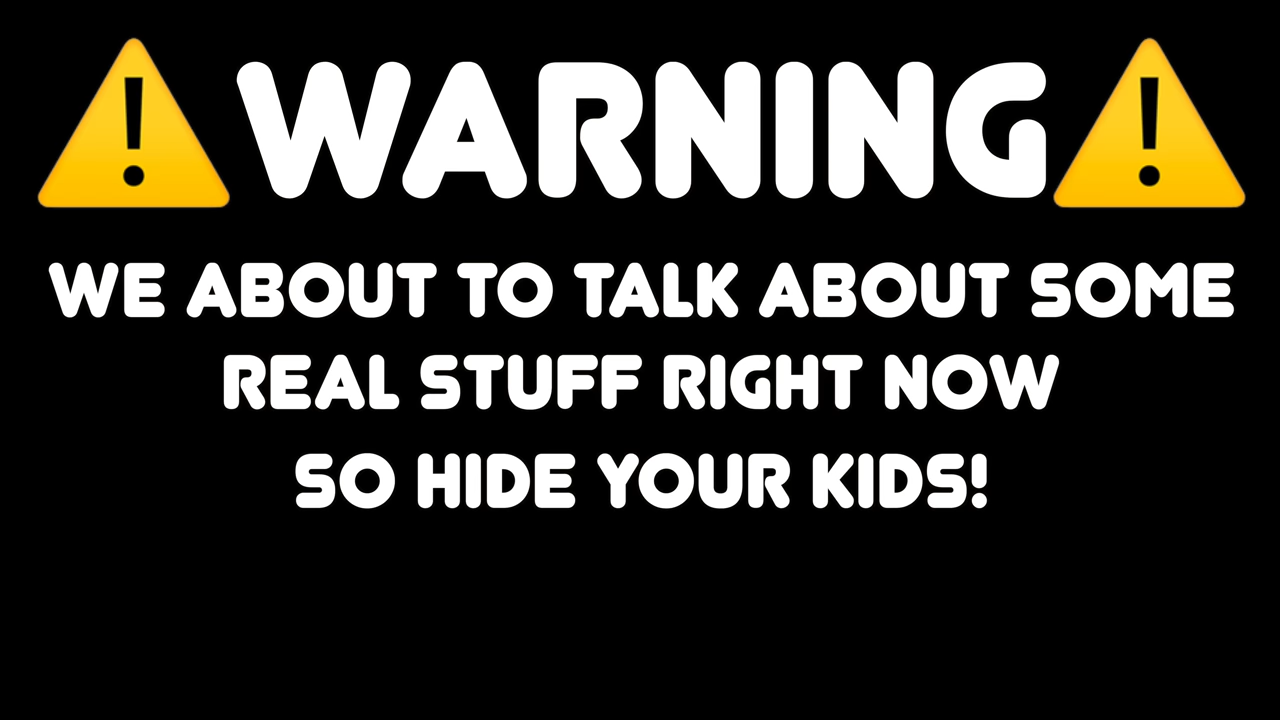 ⚠️WARNING⚠️
WE ABOUT TO TALK ABOUT SOME
REAL STUFF RIGHT NOW
SO HIDE YOUR KIDS!